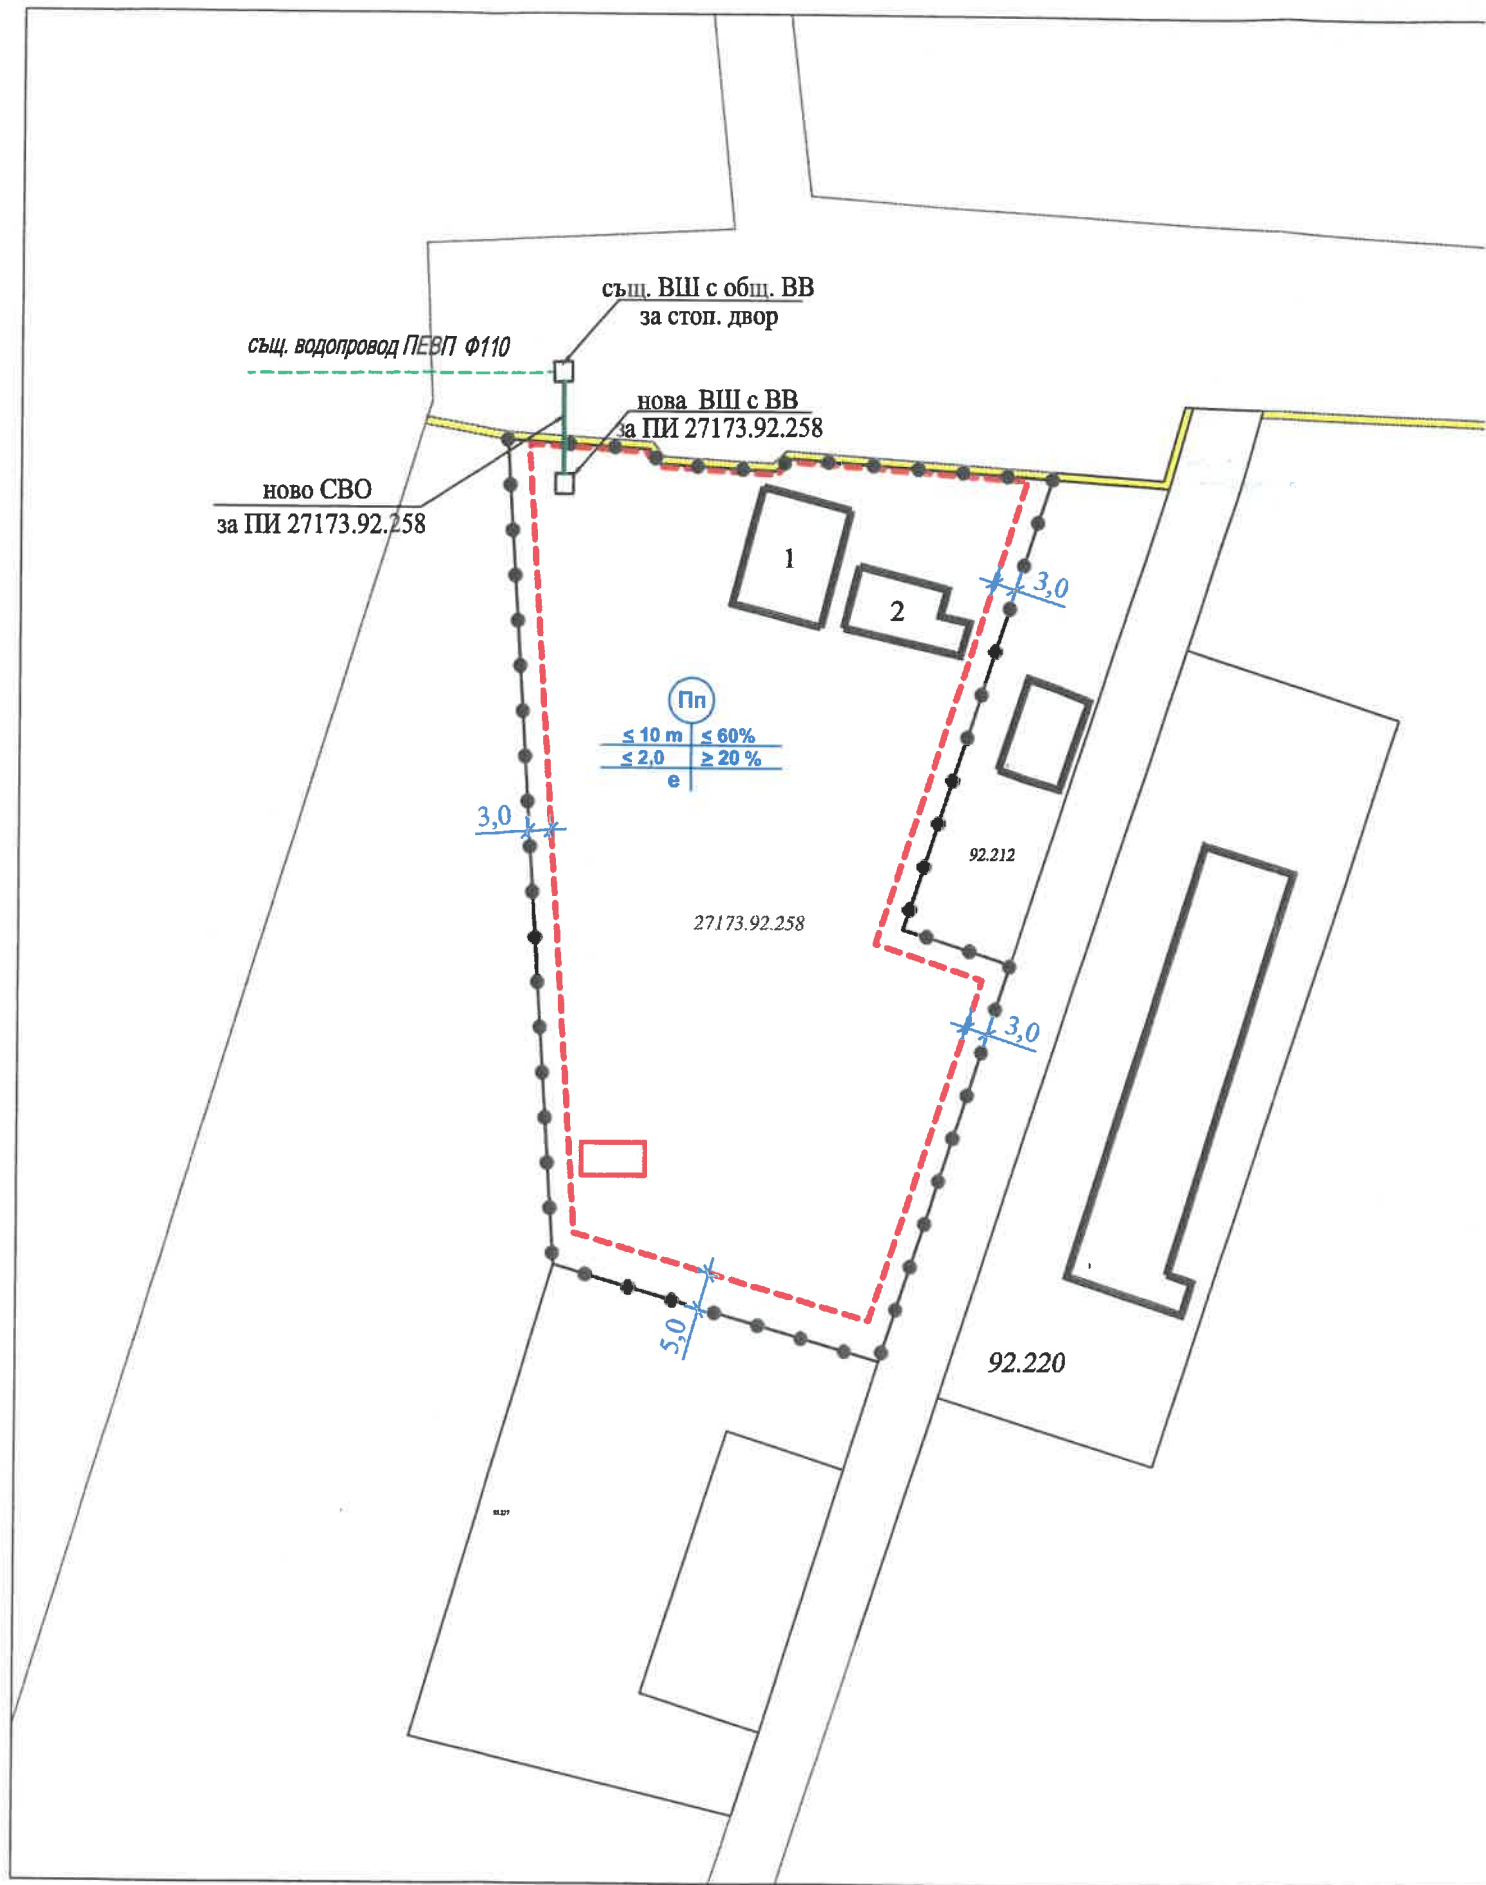 същ. ВШ с общ. ВВ
за стоп. двор
същ. водопровод ПЕВП Ф110
нова ВШ с ВВ
за ПИ 27173.92.258
ново СВО
за ПИ 27173.92.258
1
2
3,0
Пп
≤ 10 m ≤ 60%
≤ 2,0 ≥ 20 %
е
3,0
92.212
27173.92.258
3,0
5,0
92.220